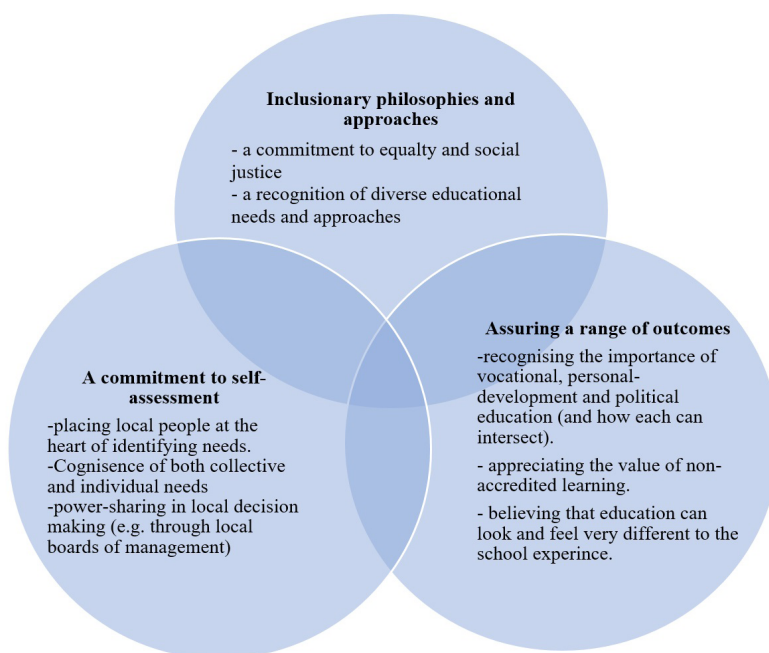 Inclusionary philosophies and
approaches
- a commitment to equalty and social
justice
- a recognition of diverse educational
needs and approaches
A commitment to self-
assessment
-placing local people at the
heart of identifying needs.
-Cognisence of both collective
and individual needs
-power-sharing in local decision
making (e.g. through local
boards of management)
Assuring a range of outcomes
-recognising the importance of
vocational, personal-
development and political
education (and how each can
intersect).
- appreciating the value of non-
accredited learning.
- believing that education can
look and feel very different to the
school experince.